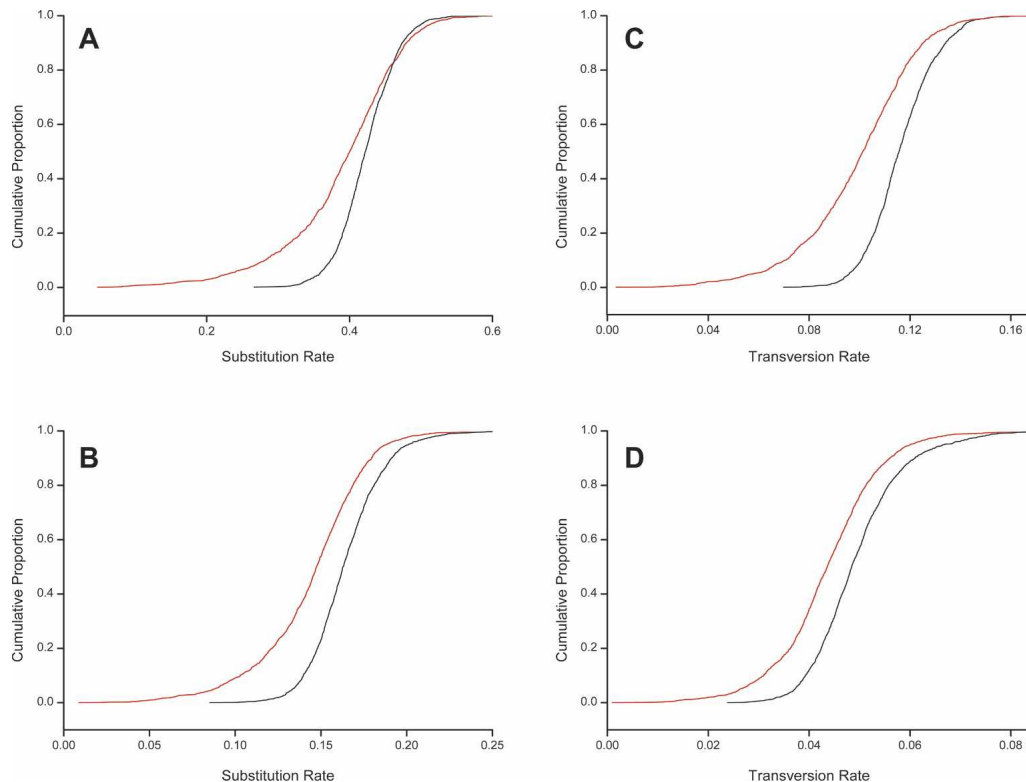 A
Cumulative Proportion
1.0
0.8
0.6
0.4
0.2
0.0
0.0 0.2 0.4 0.6
Substitution Rate
C
Cumulative Proportion
1.0
0.8
0.6
0.4
0.2
0.0
0.00 0.04 0.08 0.12 0.16
Transversion Rate
B
Cumulative Proportion
1.0
0.8
0.6
0.4
0.2
0.0
0.00 0.05 0.10 0.15 0.20 0.25
Substitution Rate
D
Cumulative Proportion
1.0
0.8
0.6
0.4
0.2
0.0
0.00 0.02 0.04 0.06 0.08
Transversion Rate